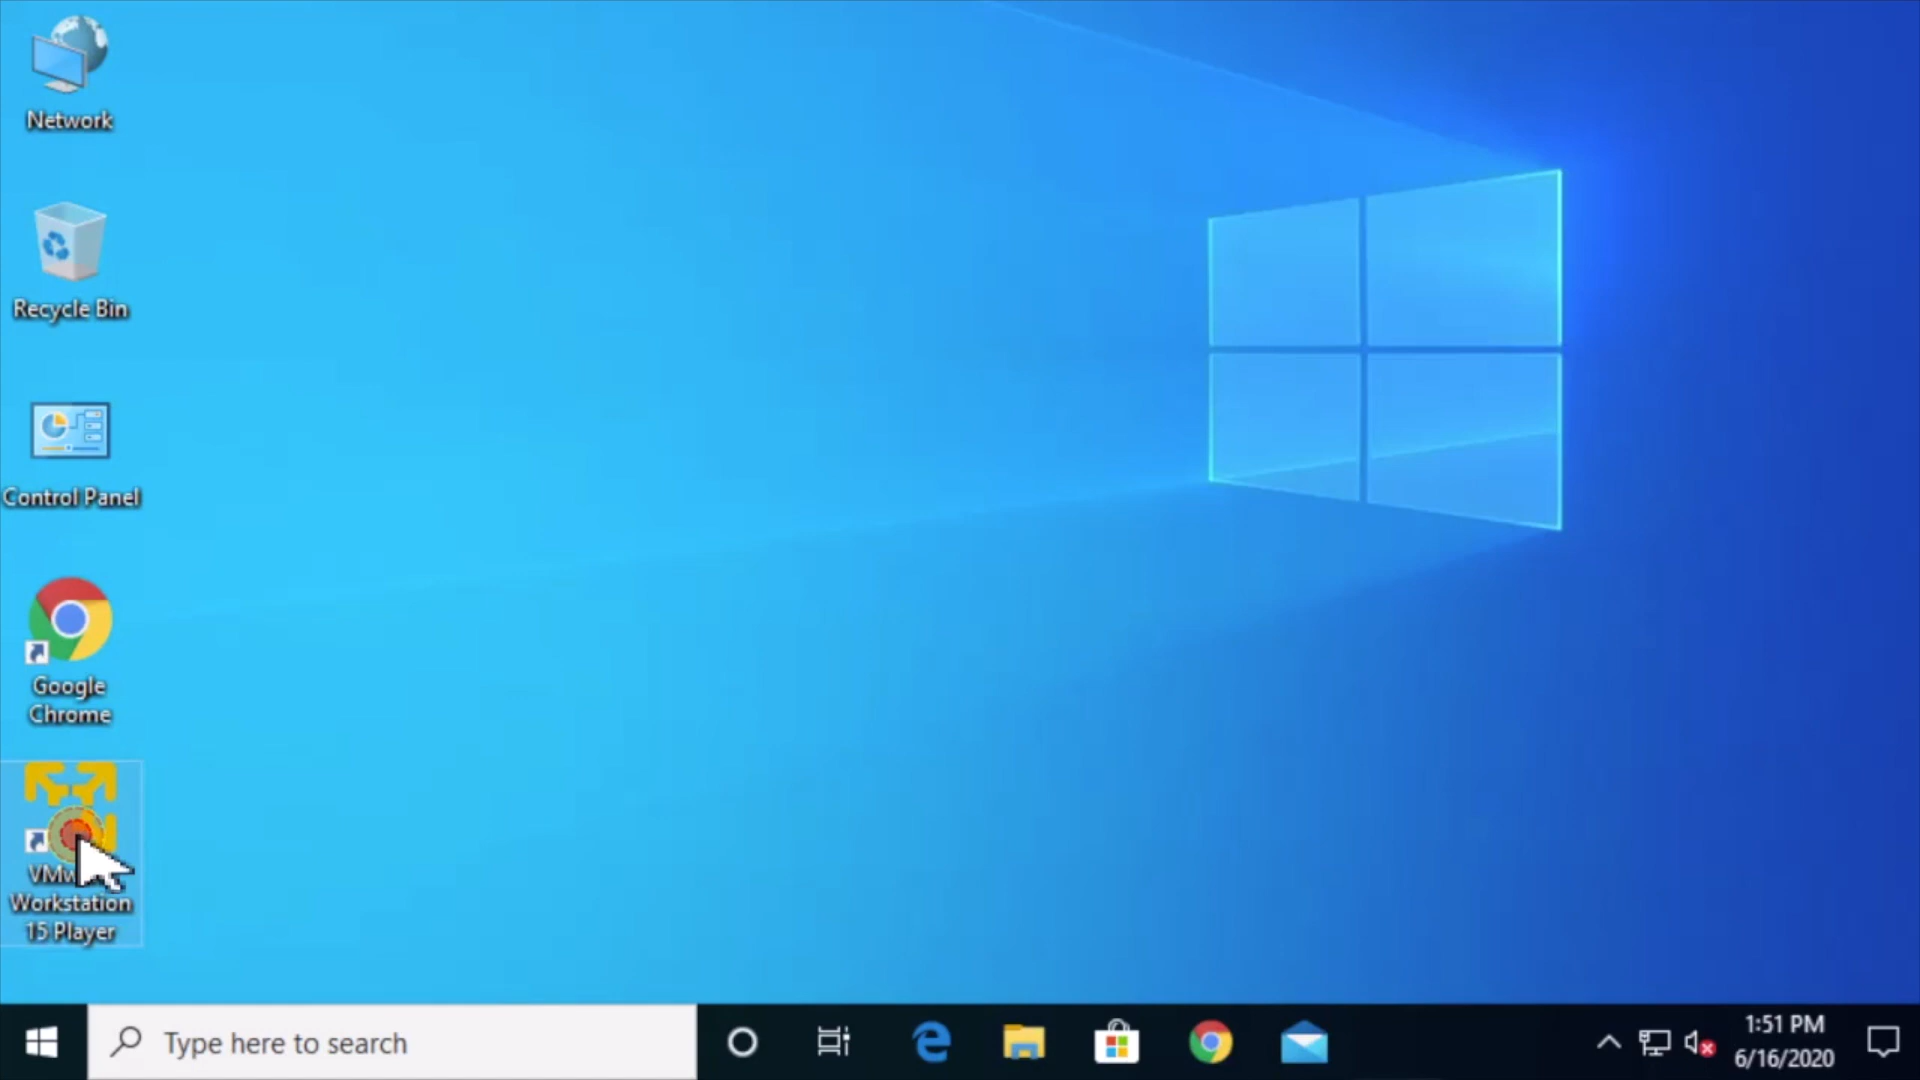 Network
Recycle Bin
Control Panel
Google
Chrome
Workstation
15 Player
Type here to search
1:51 PM
6/16/2020